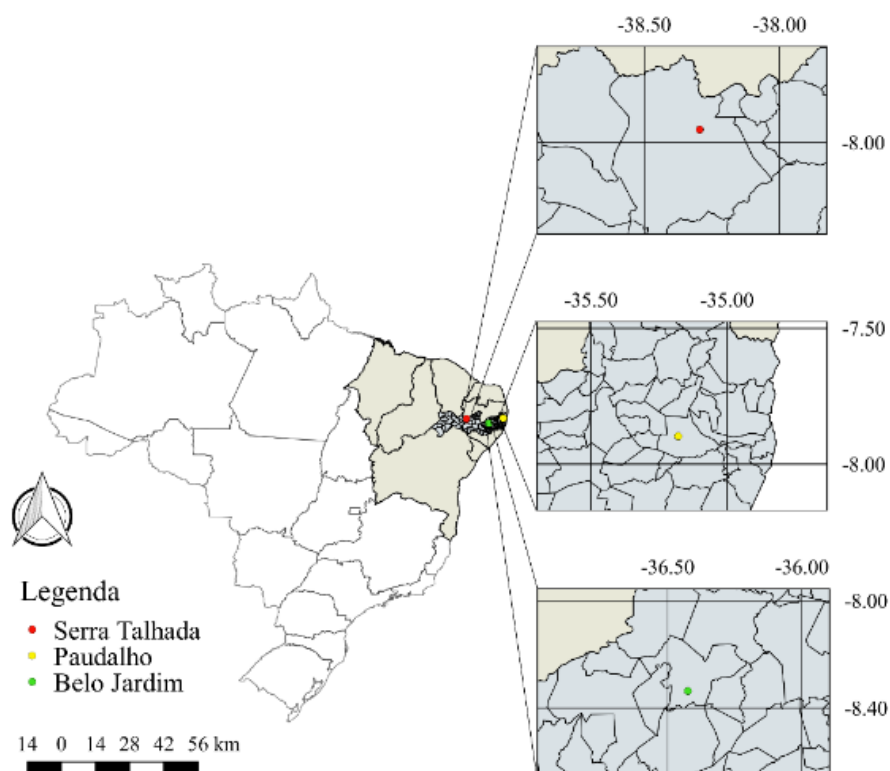 -38.50 -38.00
-8.00
-35.50 -35.00
-7.50
-8.00
-36.50 -36.00
-8.00
-8.40
Legenda
Serra Talhada
Paudalho
Belo Jardim
14 0 14 28 42 56 km